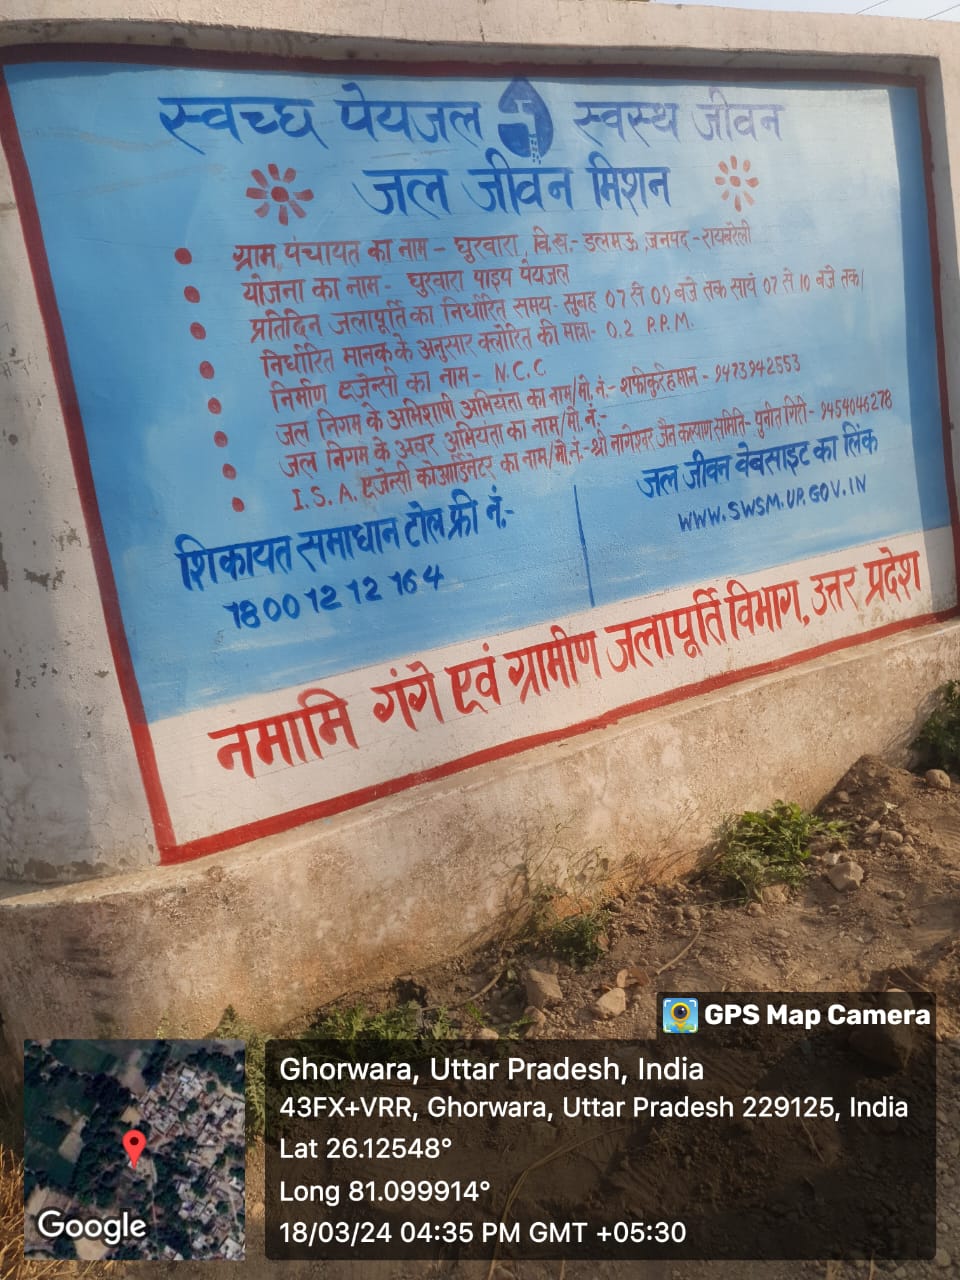 स्वच्छ पेयजल स्वस्थ जीवन
जल जीवन मिशन
• ग्राम पंचायत का नाम - घुरवारा, वि.ख.- डलमऊ, जनपद - रायबरेली
• योजना का नाम - घुरवारा पाइप पेयजल
• प्रतिदिन जलापूर्ति का निर्धारित समय- सुबह 07 से 09 बजे तक सायं 07 से 10 बजे तक।
• निर्धारित मानक के अनुसार क्लोरित की मात्रा- 0.2 P.P.M.
• निर्माण एजेन्सी का नाम - N.C.C
• जल निगम के अभिशाषी अभियंता का नाम/मो. नं.- शफीकुर्रहमान - 9473942553
• जल निगम के अवर अभियंता का नाम/मो. नं.-
• I.S.A. एजेन्सी कोआर्डिनेटर का नाम/मो.नं.- श्री नागेश्वर जैन कल्याण समिति- पुनीत गिरी - 9454046278
शिकायत समाधान टोल फ्री नं.-
1800 12 12 164
जल जीवन वेबसाइट का लिंक
WWW.SWSM.UP.GOV.IN
नमामि गंगे एवं ग्रामीण जलापूर्ति विभाग, उत्तर प्रदेश
GPS Map Camera
Ghorwara, Uttar Pradesh, India
43FX+VRR, Ghorwara, Uttar Pradesh 229125, India
Lat 26.12548°
Long 81.099914°
18/03/24 04:35 PM GMT +05:30
Google